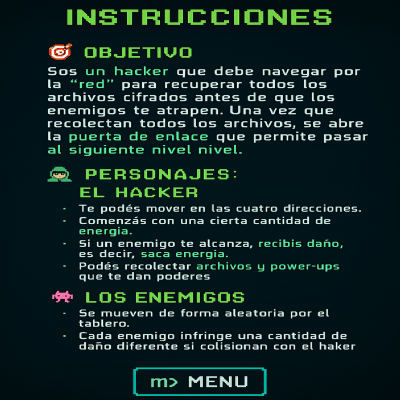 INSTRUCCIONES
OBJETIVO
Sos un hacker que debe navegar por
la “red” para recuperar todos los
archivos cifrados antes de que los
enemigos te atrapen. Una vez que
recolectan todos los archivos, se abre
la puerta de enlace que permite pasar
al siguiente nivel nivel.
PERSONAJES:
EL HACKER
· Te podés mover en las cuatro direcciones.
· Comenzás con una cierta cantidad de
energia.
· Si un enemigo te alcanza, recibis daño,
es decir, saca energia.
· Podés recolectar archivos y power-ups
que te dan poderes
LOS ENEMIGOS
· Se mueven de forma aleatoria por el
tablero.
· Cada enemigo infringe una cantidad de
daño diferente si colisionan con el haker
m> MENU